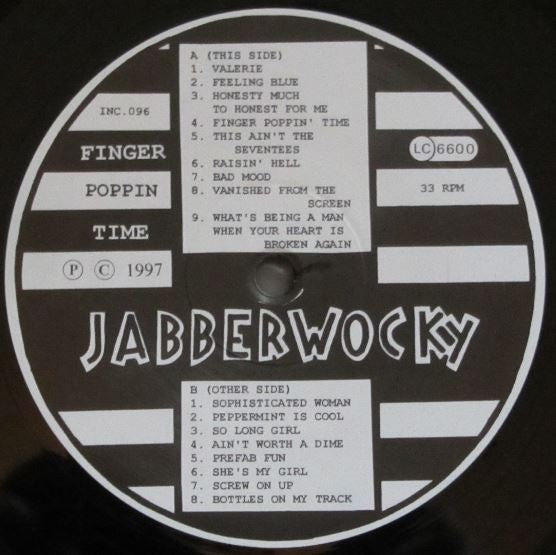 A (THIS SIDE)
1. VALERIE
2. FEELING BLUE
3. HONESTY MUCH
TO HONEST FOR ME
4. FINGER POPPIN' TIME
5. THIS AIN'T THE
SEVENTEES
6. RAISIN' HELL
7. BAD MOOD
8. VANISHED FROM THE
SCREEN
9. WHAT'S BEING A MAN
WHEN YOUR HEART IS
BROKEN AGAIN
INC.096
FINGER
POPPIN
TIME
Ⓟ © 1997
LC 6600
33 RPM
JABBERWOCKY
B (OTHER SIDE)
1. SOPHISTICATED WOMAN
2. PEPPERMINT IS COOL
3. SO LONG GIRL
4. AIN'T WORTH A DIME
5. PREFAB FUN
6. SHE'S MY GIRL
7. SCREW ON UP
8. BOTTLES ON MY TRACK